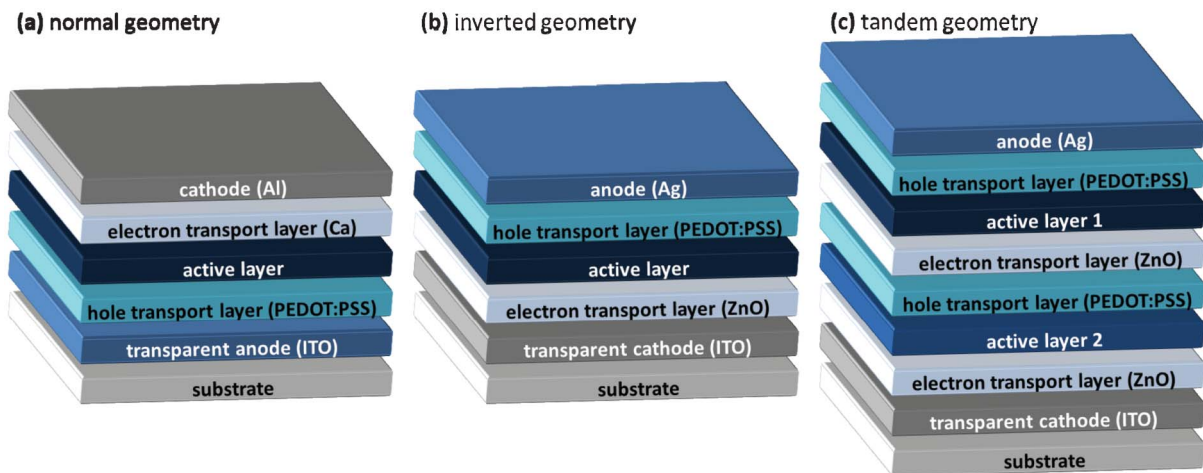 (a) normal geometry
cathode (Al)
electron transport layer (Ca)
active layer
hole transport layer (PEDOT:PSS)
transparent anode (ITO)
substrate
(b) inverted geometry
anode (Ag)
hole transport layer (PEDOT:PSS)
active layer
electron transport layer (ZnO)
transparent cathode (ITO)
substrate
(c) tandem geometry
anode (Ag)
hole transport layer (PEDOT:PSS)
active layer 1
electron transport layer (ZnO)
hole transport layer (PEDOT:PSS)
active layer 2
electron transport layer (ZnO)
transparent cathode (ITO)
substrate